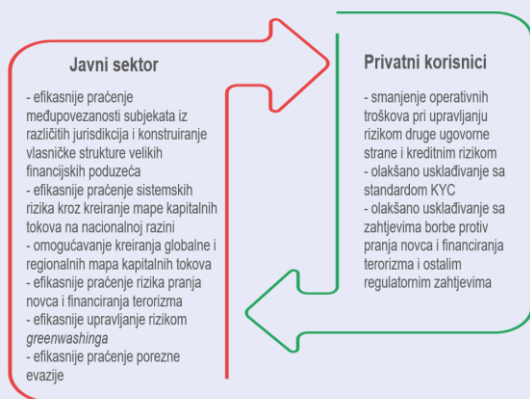 Javni sektor
- efikasnije praćenje
međupovezanosti subjekata iz
različitih jurisdikcija i konstruiranje
vlasničke strukture velikih
financijskih poduzeća
- efikasnije praćenje sistemskih
rizika kroz kreiranje mape kapitalnih
tokova na nacionalnoj razini
- omogućavanje kreiranja globalne i
regionalnih mapa kapitalnih tokova
- efikasnije praćenje rizika pranja
novca i financiranja terorizma
- efikasnije upravljanje rizikom
greenwashinga
- efikasnije praćenje porezne
evazije
Privatni korisnici
- smanjenje operativnih
troškova pri upravljanju
rizikom druge ugovorne
strane i kreditnim rizikom
- olakšano usklađivanje sa
standardom KYC
- olakšano usklađivanje sa
zahtjevima borbe protiv
pranja novca i financiranja
terorizma i ostalim
regulatornim zahtjevima